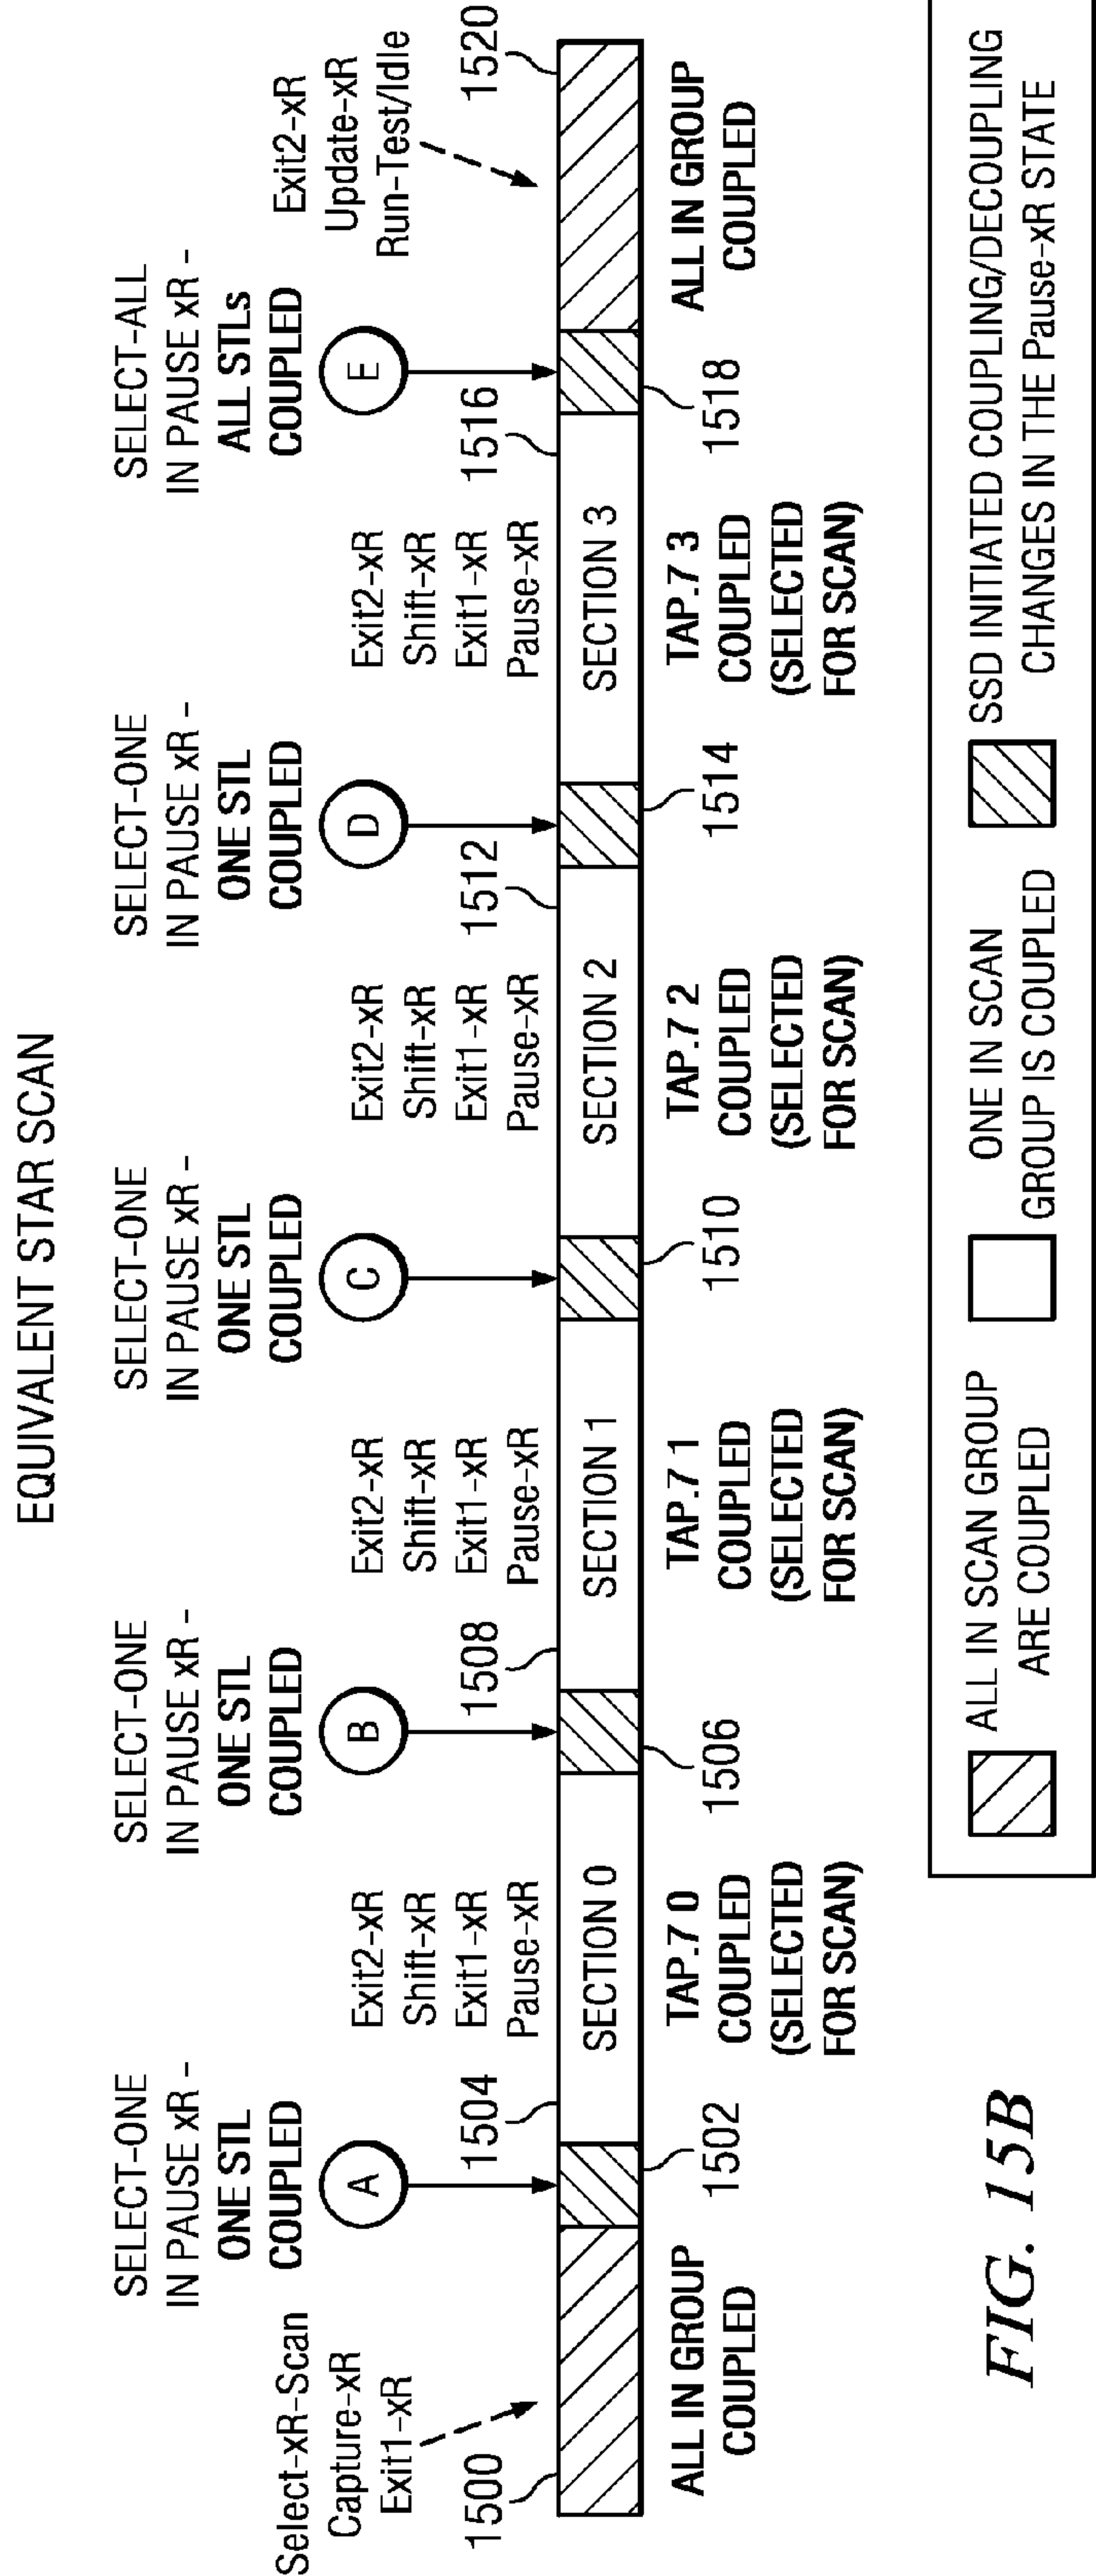 EQUIVALENT STAR SCAN
SELECT-ONE
IN PAUSE xR -
ONE STL
COUPLED
SELECT-ONE
IN PAUSE xR -
ONE STL
COUPLED
SELECT-ONE
IN PAUSE xR -
ONE STL
COUPLED
SELECT-ONE
IN PAUSE xR -
ONE STL
COUPLED
SELECT-ALL
IN PAUSE xR -
ALL STLs
COUPLED
Select-xR-Scan
Capture-xR
Exit1-xR
A
Exit2-xR
Shift-xR
Exit1-xR
Pause-xR
B
Exit2-xR
Shift-xR
Exit1-xR
Pause-xR
C
Exit2-xR
Shift-xR
Exit1-xR
Pause-xR
D
Exit2-xR
Shift-xR
Exit1-xR
Pause-xR
E
Exit2-xR
Update-xR
Run-Test/Idle
1500
1504
1508
1512
1516
1520
SECTION 0
SECTION 1
SECTION 2
SECTION 3
1502
1506
1510
1514
1518
ALL IN GROUP
COUPLED
TAP.7 0
COUPLED
(SELECTED
FOR SCAN)
TAP.7 1
COUPLED
(SELECTED
FOR SCAN)
TAP.7 2
COUPLED
(SELECTED
FOR SCAN)
TAP.7 3
COUPLED
(SELECTED
FOR SCAN)
ALL IN GROUP
COUPLED
FIG. 15B
ALL IN SCAN GROUP
ARE COUPLED
ONE IN SCAN
GROUP IS COUPLED
SSD INITIATED COUPLING/DECOUPLING
CHANGES IN THE Pause-xR STATE